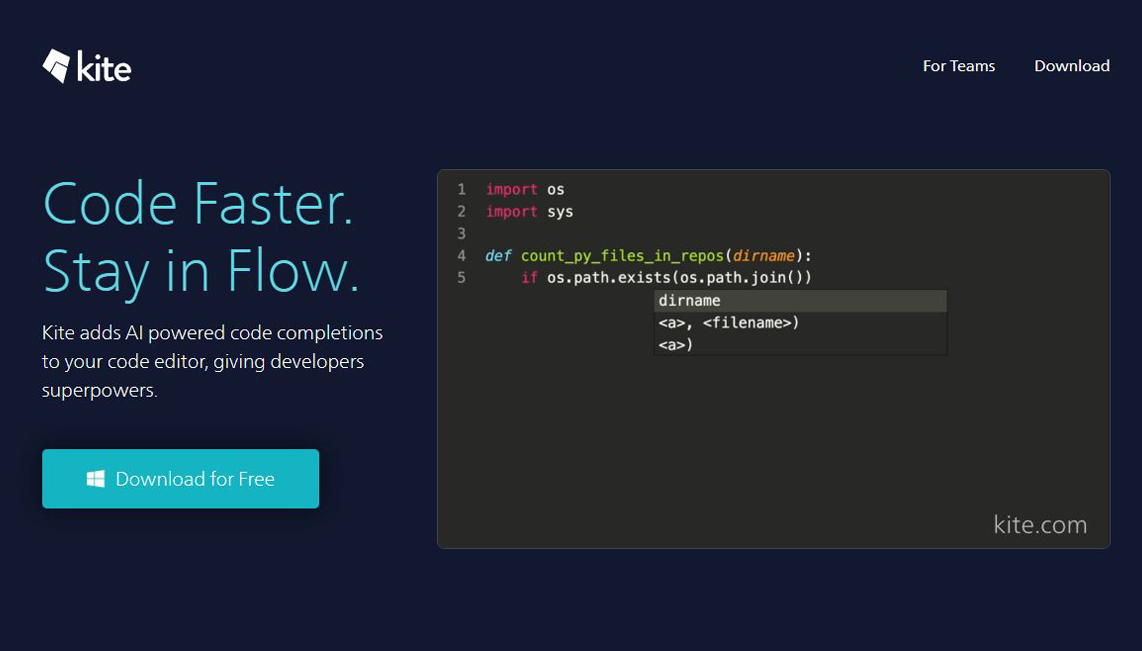 kite
For Teams
Download
Code Faster.
Stay in Flow.
Kite adds AI powered code completions
to your code editor, giving developers
superpowers.
Download for Free
1 import os
2 import sys
3
4 def count_py_files_in_repos(dirname):
5     if os.path.exists(os.path.join())
dirname
<a>, <filename>)
<a>)
kite.com